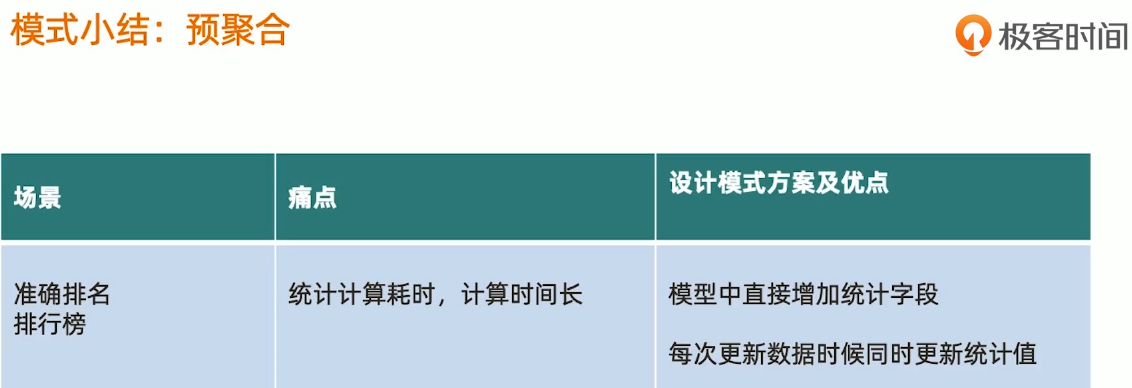 模式小结：预聚合
极客时间
场景
痛点
设计模式方案及优点
准确排名
排行榜
统计计算耗时，计算时间长
模型中直接增加统计字段
每次更新数据时候同时更新统计值